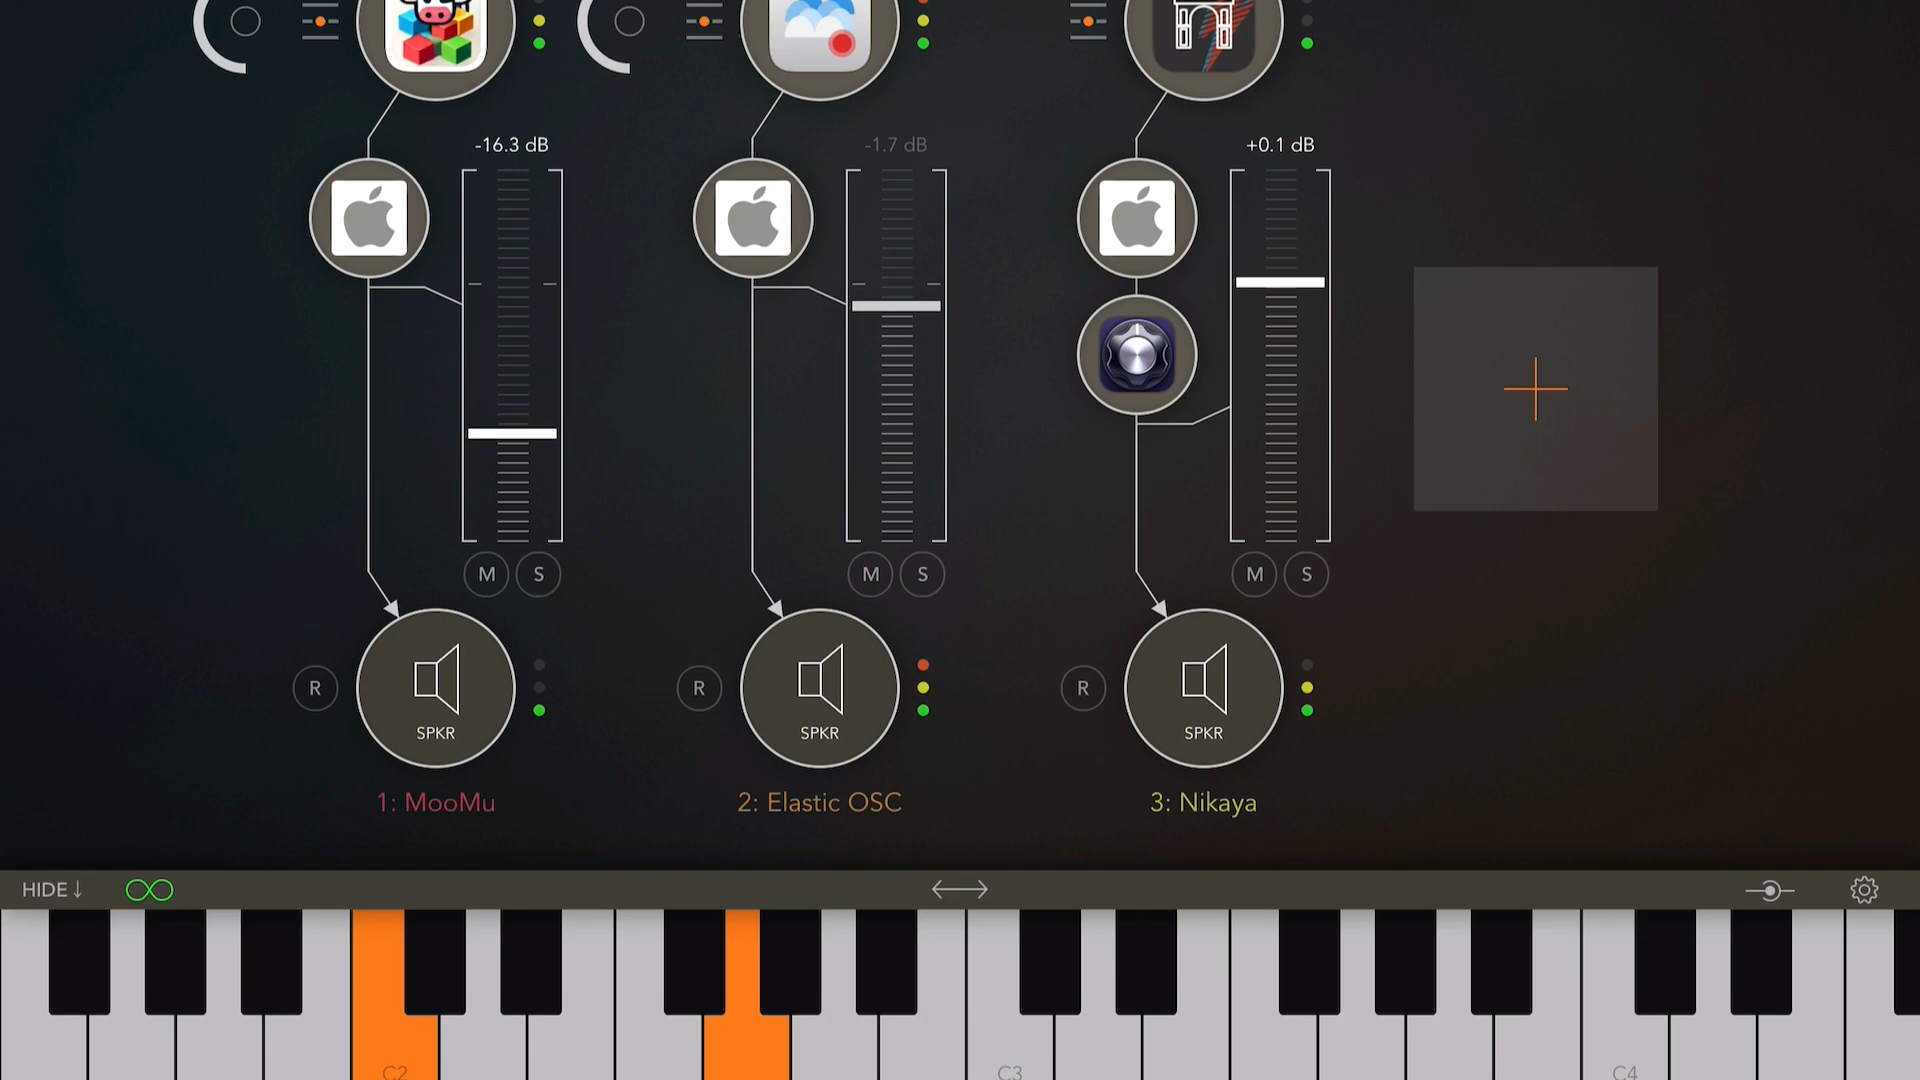 -16.3 dB
-1.7 dB
+0.1 dB
M S
M S
M S
R
SPKR
R
SPKR
R
SPKR
1: MooMu
2: Elastic OSC
3: Nikaya
HIDE↓
C2
C3
C4